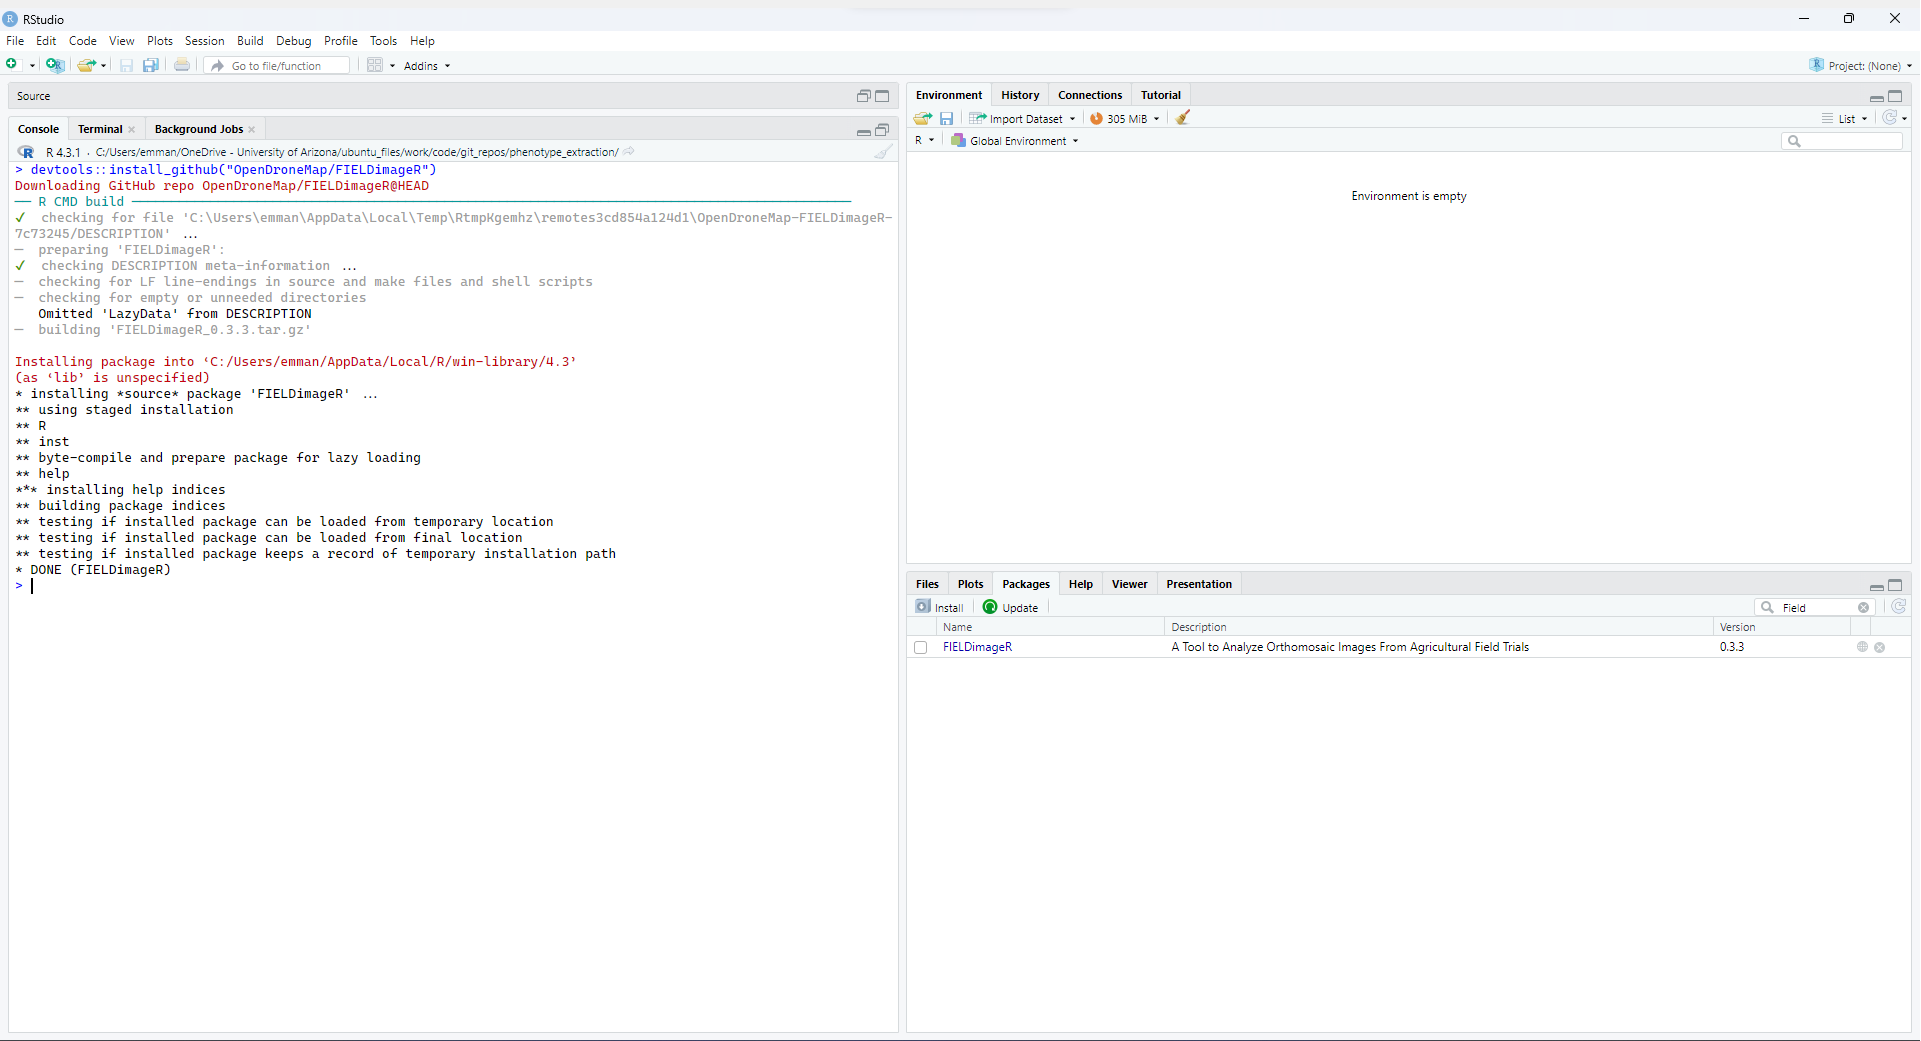 RStudio
File Edit Code View Plots Session Build Debug Profile Tools Help
Go to file/function Addins Project: (None)
Source
Console Terminal Background Jobs
R 4.3.1 · C:/Users/emman/OneDrive - University of Arizona/ubuntu_files/work/code/git_repos/phenotype_extraction/
> devtools::install_github("OpenDroneMap/FIELDimageR")
Downloading GitHub repo OpenDroneMap/FIELDimageR@HEAD
── R CMD build ──
✓ checking for file 'C:\Users\emman\AppData\Local\Temp\RtmpKgemhz\remotes3cd854a124d1\OpenDroneMap-FIELDimageR-
7c73245/DESCRIPTION' ...
─ preparing 'FIELDimageR':
✓ checking DESCRIPTION meta-information ...
─ checking for LF line-endings in source and make files and shell scripts
─ checking for empty or unneeded directories
Omitted 'LazyData' from DESCRIPTION
─ building 'FIELDimageR_0.3.3.tar.gz'
Installing package into ‘C:/Users/emman/AppData/Local/R/win-library/4.3’
(as ‘lib’ is unspecified)
* installing *source* package 'FIELDimageR' ...
** using staged installation
** R
** inst
** byte-compile and prepare package for lazy loading
** help
*** installing help indices
** building package indices
** testing if installed package can be loaded from temporary location
** testing if installed package can be loaded from final location
** testing if installed package keeps a record of temporary installation path
* DONE (FIELDimageR)
>
Environment History Connections Tutorial
Import Dataset 305 MiB List
R Global Environment
Environment is empty
Files Plots Packages Help Viewer Presentation
Install Update Field
Name Description Version
FIELDimageR A Tool to Analyze Orthomosaic Images From Agricultural Field Trials 0.3.3